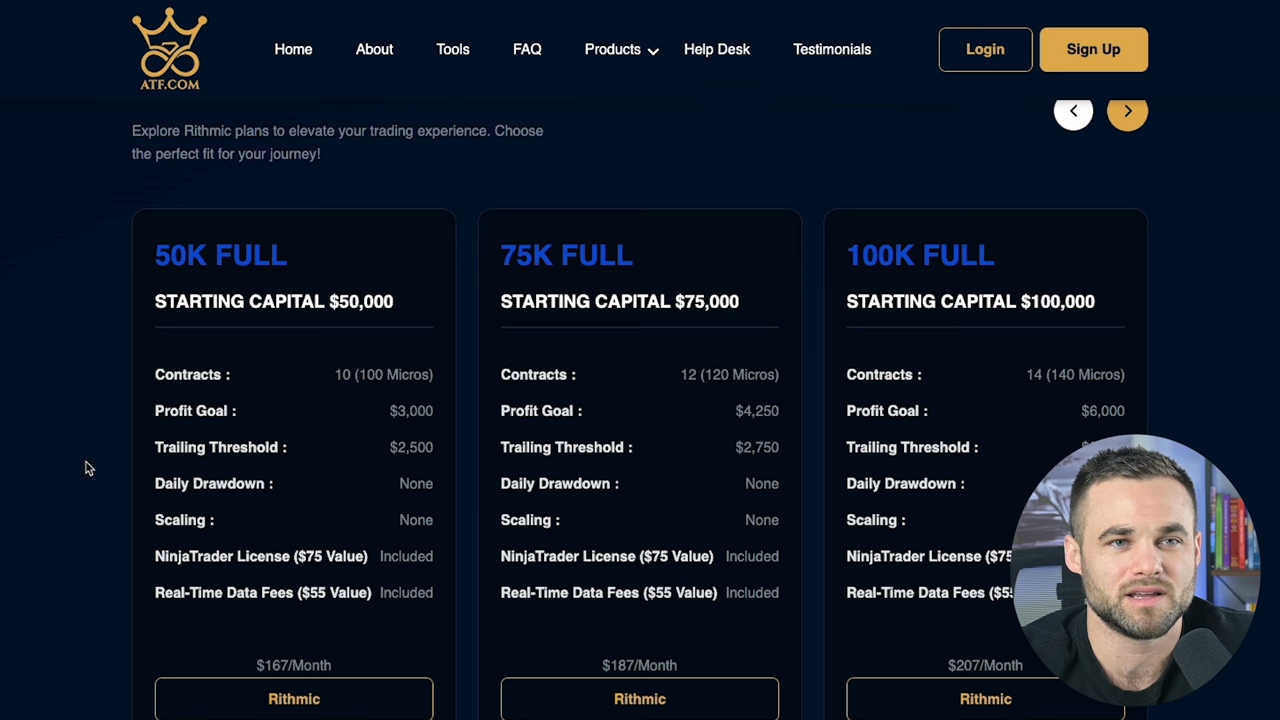 ATF.COM
Home
About
Tools
FAQ
Products
Help Desk
Testimonials
Login
Sign Up
Explore Rithmic plans to elevate your trading experience. Choose
the perfect fit for your journey!
50K FULL
STARTING CAPITAL $50,000
Contracts : 10 (100 Micros)
Profit Goal : $3,000
Trailing Threshold : $2,500
Daily Drawdown : None
Scaling : None
NinjaTrader License ($75 Value) Included
Real-Time Data Fees ($55 Value) Included
$167/Month
Rithmic
75K FULL
STARTING CAPITAL $75,000
Contracts : 12 (120 Micros)
Profit Goal : $4,250
Trailing Threshold : $2,750
Daily Drawdown : None
Scaling : None
NinjaTrader License ($75 Value) Included
Real-Time Data Fees ($55 Value) Included
$187/Month
Rithmic
100K FULL
STARTING CAPITAL $100,000
Contracts : 14 (140 Micros)
Profit Goal : $6,000
Trailing Threshold :
Daily Drawdown :
Scaling :
NinjaTrader License ($75
Real-Time Data Fees
$207/Month
Rithmic